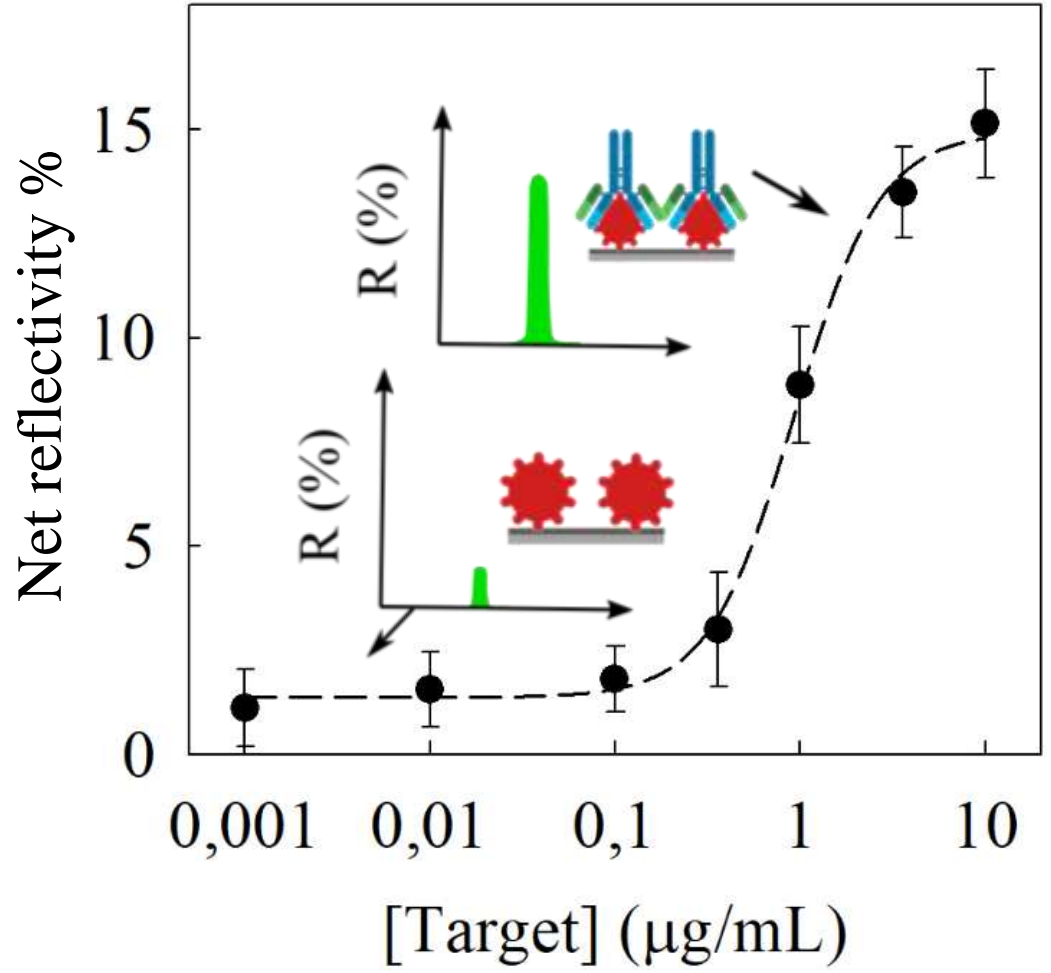 Net reflectivity %
15
10
5
0
R (%)
R (%)
0,001 0,01 0,1 1 10
[Target] (μg/mL)